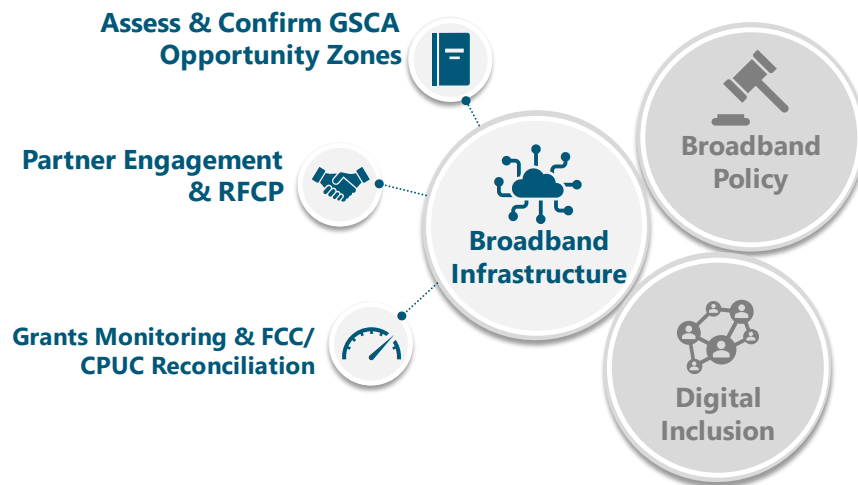 Assess & Confirm GSCA
Opportunity Zones
Partner Engagement
& RFCP
Grants Monitoring & FCC/
CPUC Reconciliation
Broadband
Infrastructure
Broadband
Policy
Digital
Inclusion